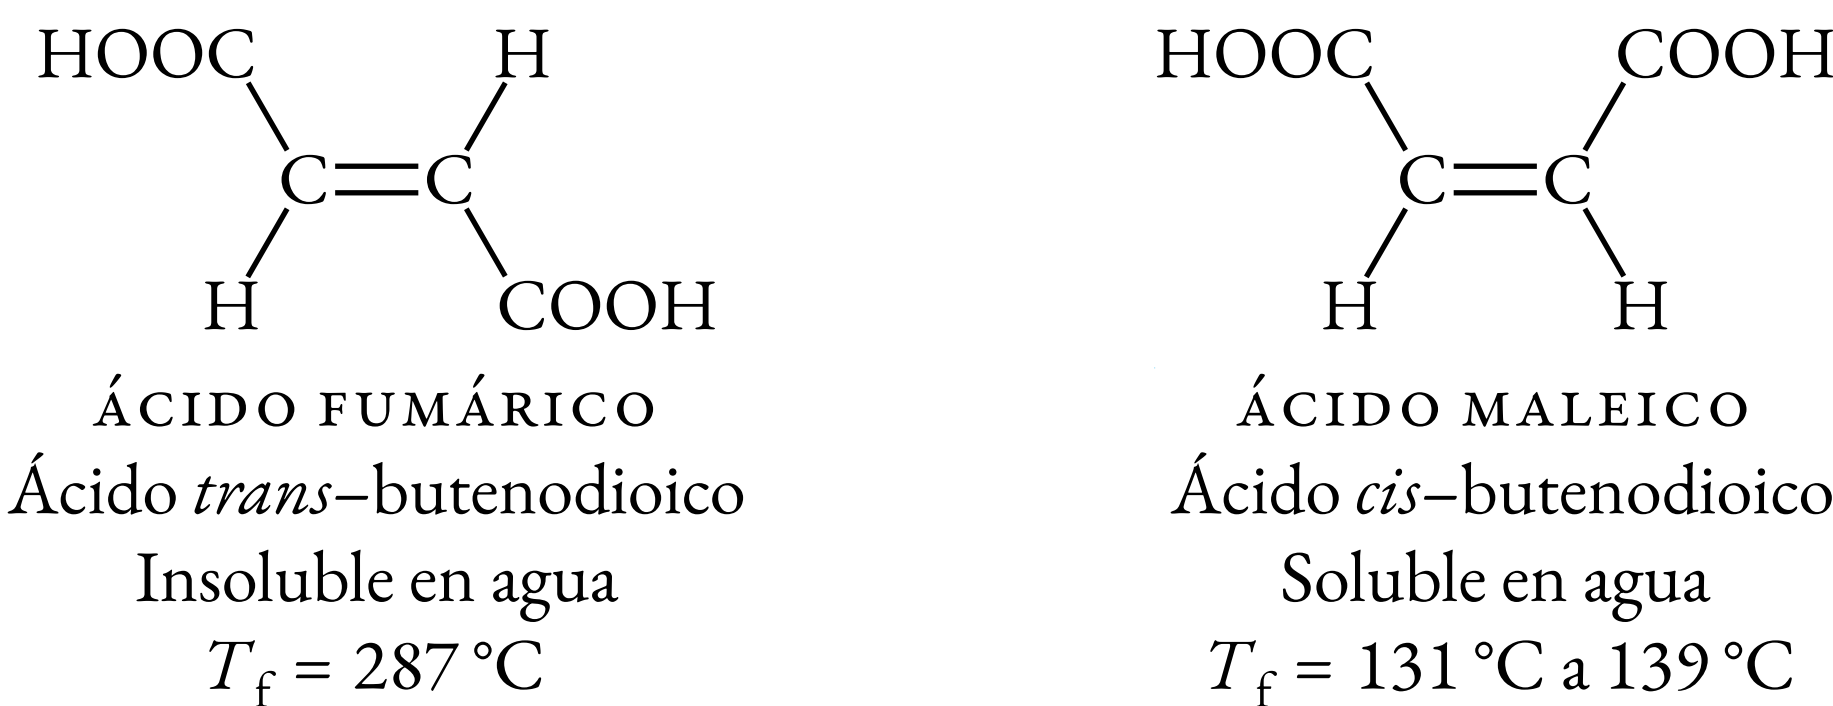 HOOC H HOOC COOH
C C C C
H COOH H H
ÁCIDO FUMÁRICO ÁCIDO MALEICO
Ácido trans–butenodioico Ácido cis–butenodioico
Insoluble en agua Soluble en agua
Tf = 287 °C Tf = 131 °C a 139 °C